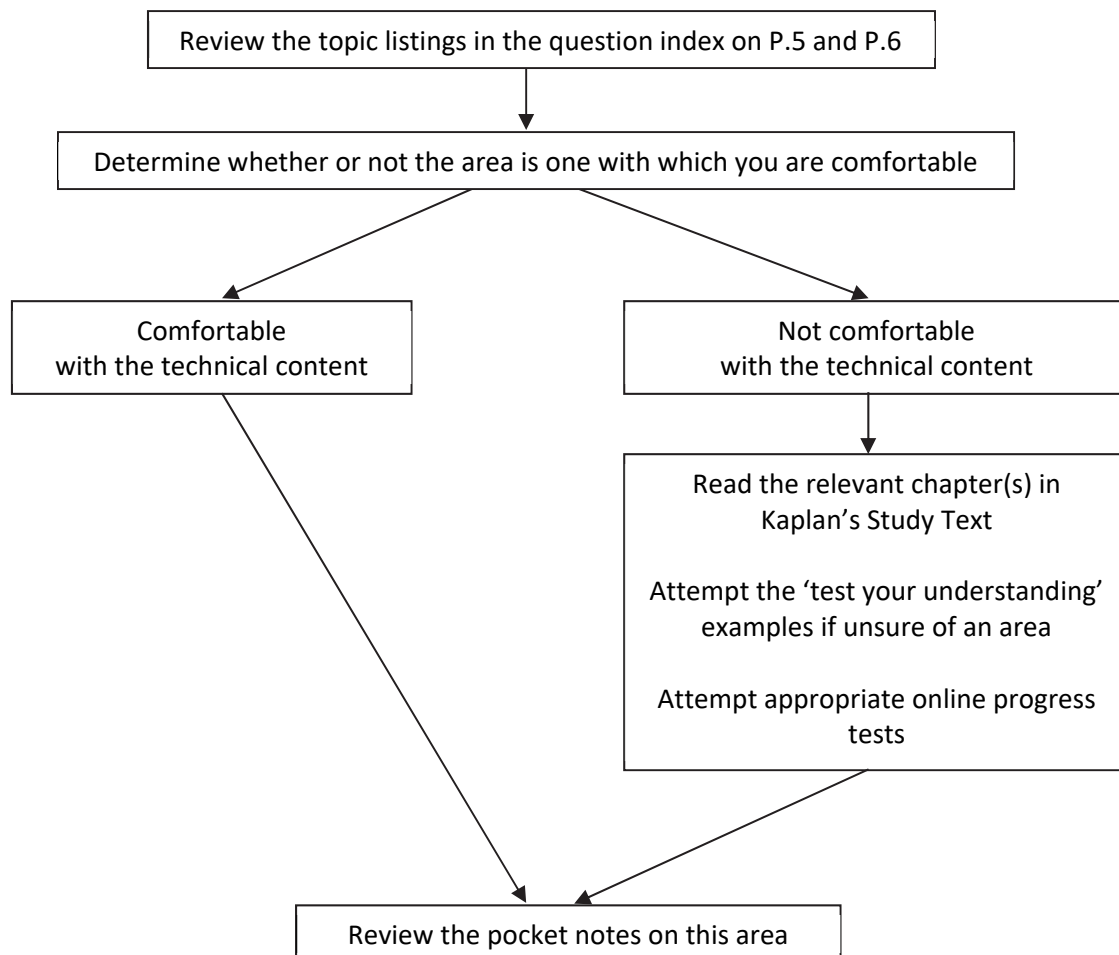 Review the topic listings in the question index on P.5 and P.6
Determine whether or not the area is one with which you are comfortable
Comfortable
with the technical content
Not comfortable
with the technical content
Read the relevant chapter(s) in
Kaplan’s Study Text
Attempt the ‘test your understanding’
examples if unsure of an area
Attempt appropriate online progress
tests
Review the pocket notes on this area